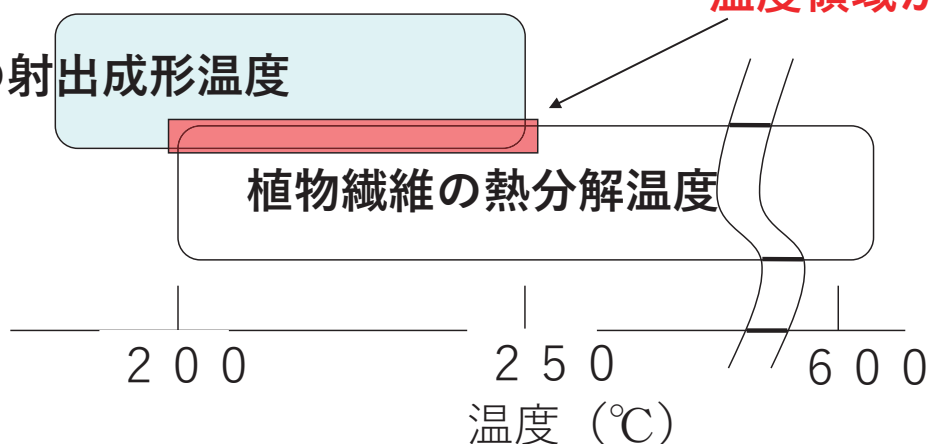 温度領域が
の射出成形温度
植物繊維の熱分解温度
２００
２５０
６００
温度（℃）